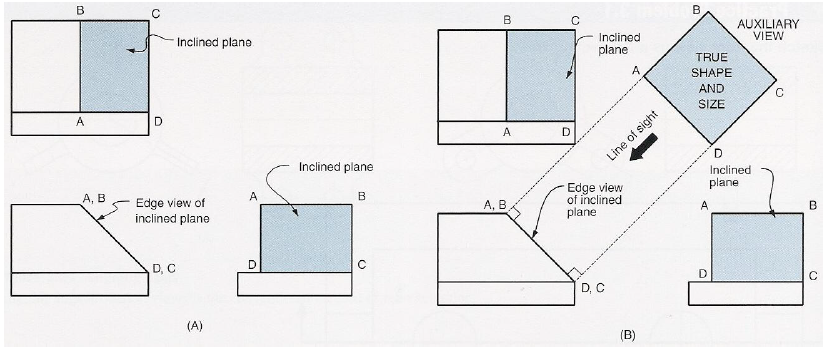 B
C
Inclined plane
A
D
A, B
Edge view of
inclined plane
D, C
Inclined plane
A
B
D
C
(A)
B
C
Inclined
plane
A
D
B
AUXILIARY
VIEW
A
TRUE
SHAPE
AND
SIZE
C
D
Line of sight
A, B
Edge view
of inclined
plane
D, C
Inclined
plane
A
B
D
C
(B)